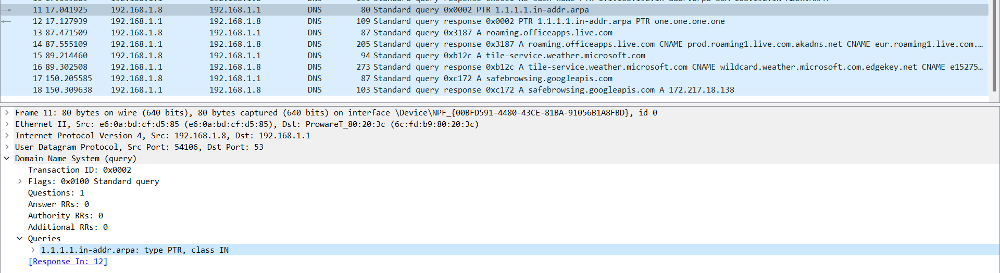 11 17.041925 192.168.1.8 192.168.1.1 DNS 80 Standard query 0x0002 PTR 1.1.1.1.in-addr.arpa
12 17.127939 192.168.1.1 192.168.1.8 DNS 109 Standard query response 0x0002 PTR 1.1.1.1.in-addr.arpa PTR one.one.one.one
13 87.471509 192.168.1.8 192.168.1.1 DNS 87 Standard query 0x3187 A roaming.officeapps.live.com
14 87.555109 192.168.1.1 192.168.1.8 DNS 205 Standard query response 0x3187 A roaming.officeapps.live.com CNAME prod.roaming1.live.com.akadns.net CNAME eur.roaming1.live.com.…
15 89.214460 192.168.1.8 192.168.1.1 DNS 94 Standard query 0xb12c A tile-service.weather.microsoft.com
16 89.302508 192.168.1.1 192.168.1.8 DNS 273 Standard query response 0xb12c A tile-service.weather.microsoft.com CNAME wildcard.weather.microsoft.com.edgekey.net CNAME e15275…
17 150.205585 192.168.1.8 192.168.1.1 DNS 87 Standard query 0xc172 A safebrowsing.googleapis.com
18 150.309638 192.168.1.1 192.168.1.8 DNS 103 Standard query response 0xc172 A safebrowsing.googleapis.com A 172.217.18.138
Frame 11: 80 bytes on wire (640 bits), 80 bytes captured (640 bits) on interface \Device\NPF_{00BFD591-4480-43CE-81BA-91056B1A8FBD}, id 0
Ethernet II, Src: e6:0a:bd:cf:d5:85 (e6:0a:bd:cf:d5:85), Dst: ProwareT_80:20:3c (6c:fd:b9:80:20:3c)
Internet Protocol Version 4, Src: 192.168.1.8, Dst: 192.168.1.1
User Datagram Protocol, Src Port: 54106, Dst Port: 53
Domain Name System (query)
Transaction ID: 0x0002
Flags: 0x0100 Standard query
Questions: 1
Answer RRs: 0
Authority RRs: 0
Additional RRs: 0
Queries
1.1.1.1.in-addr.arpa: type PTR, class IN
[Response In: 12]